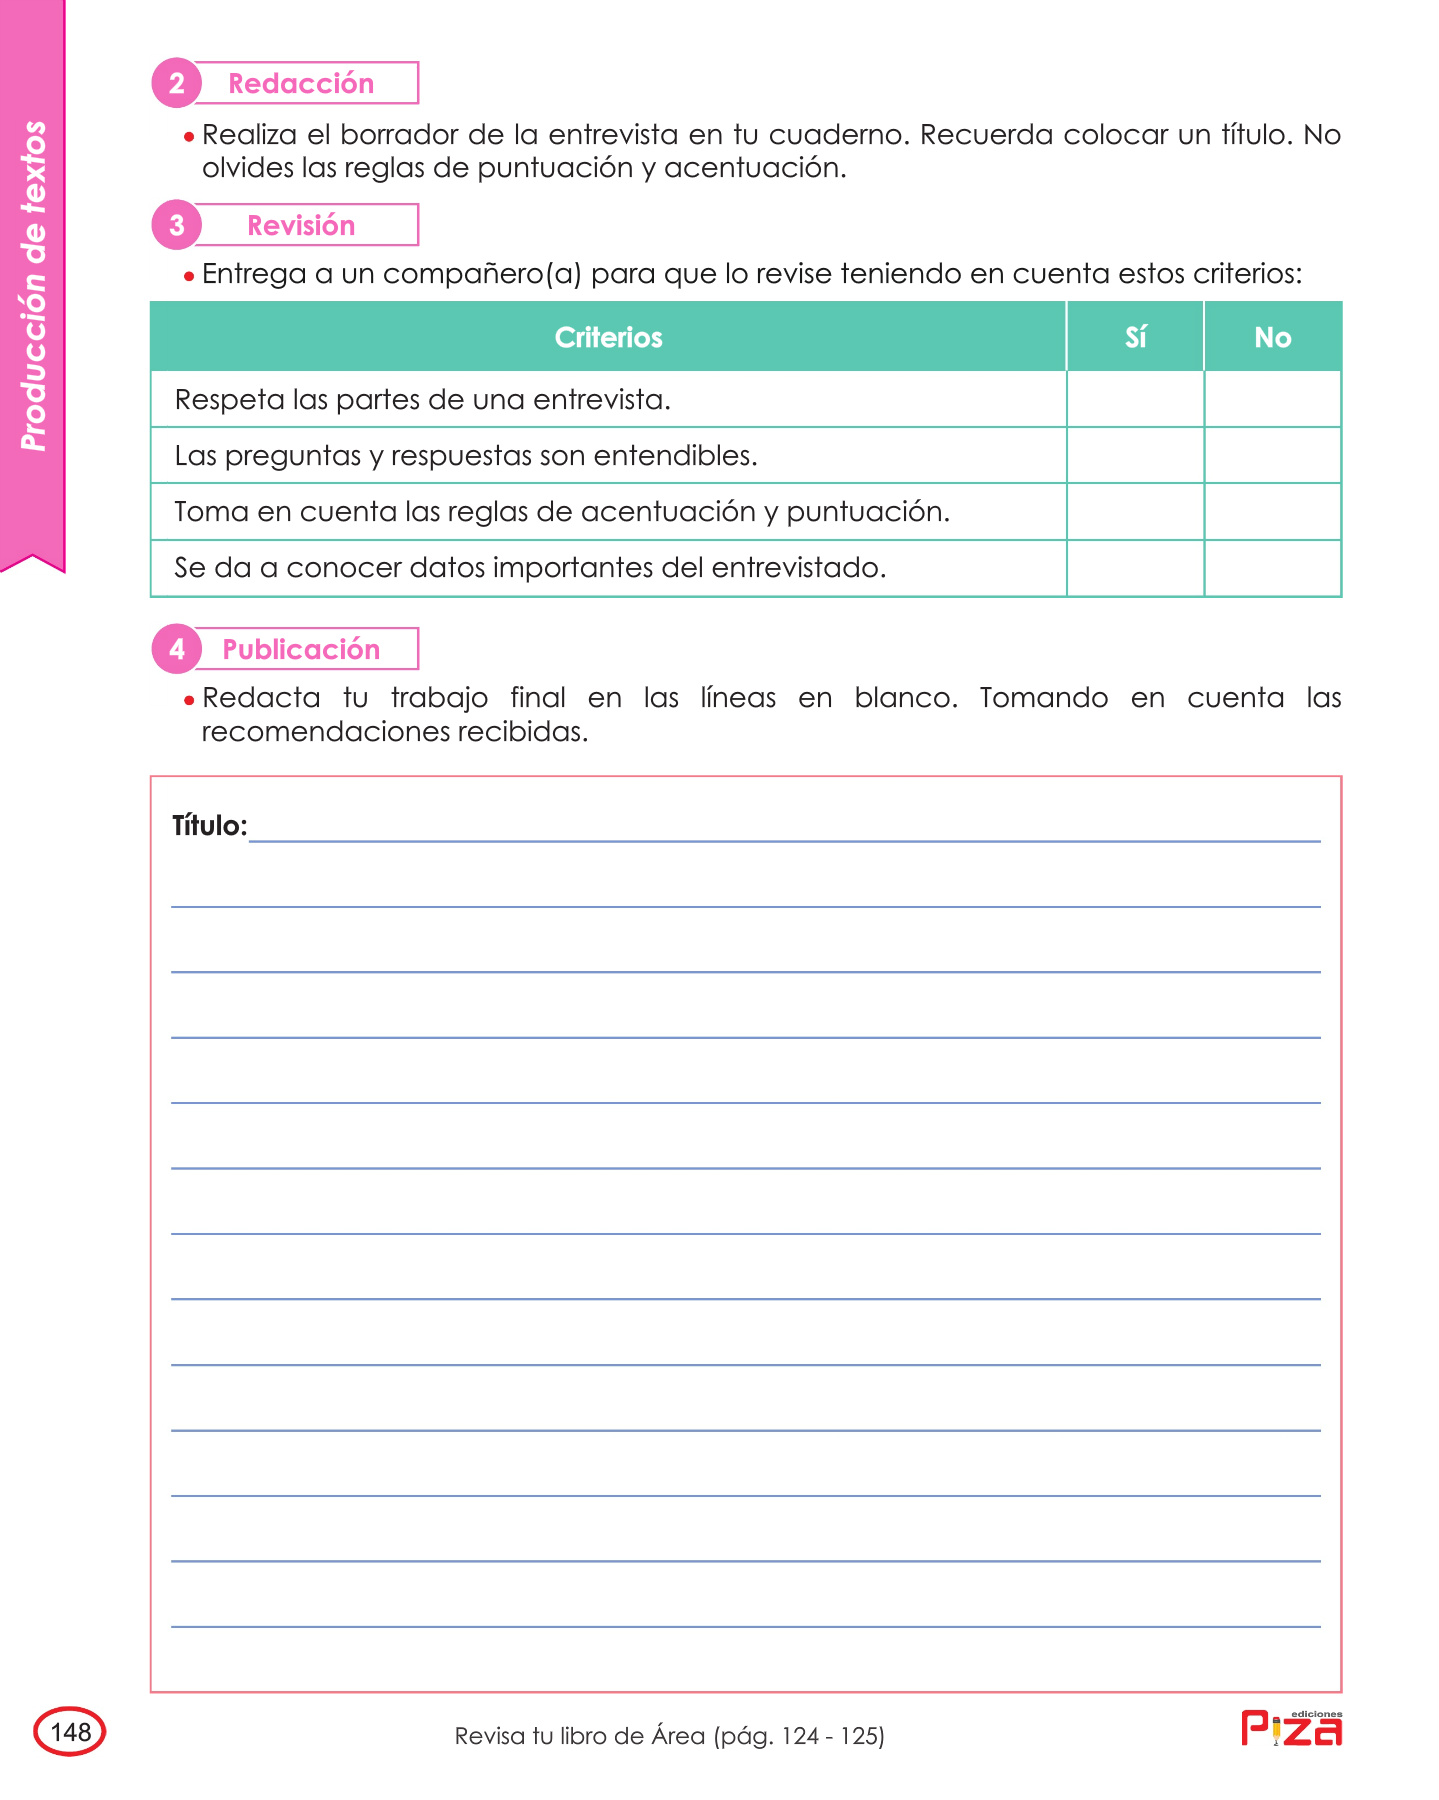 Producción de textos
2 Redacción
• Realiza el borrador de la entrevista en tu cuaderno. Recuerda colocar un título. No
olvides las reglas de puntuación y acentuación.
3 Revisión
• Entrega a un compañero(a) para que lo revise teniendo en cuenta estos criterios:
Criterios Sí No
Respeta las partes de una entrevista.
Las preguntas y respuestas son entendibles.
Toma en cuenta las reglas de acentuación y puntuación.
Se da a conocer datos importantes del entrevistado.
4 Publicación
• Redacta tu trabajo final en las líneas en blanco. Tomando en cuenta las
recomendaciones recibidas.
Título:
148
Revisa tu libro de Área (pág. 124 - 125)
ediciones
Piza